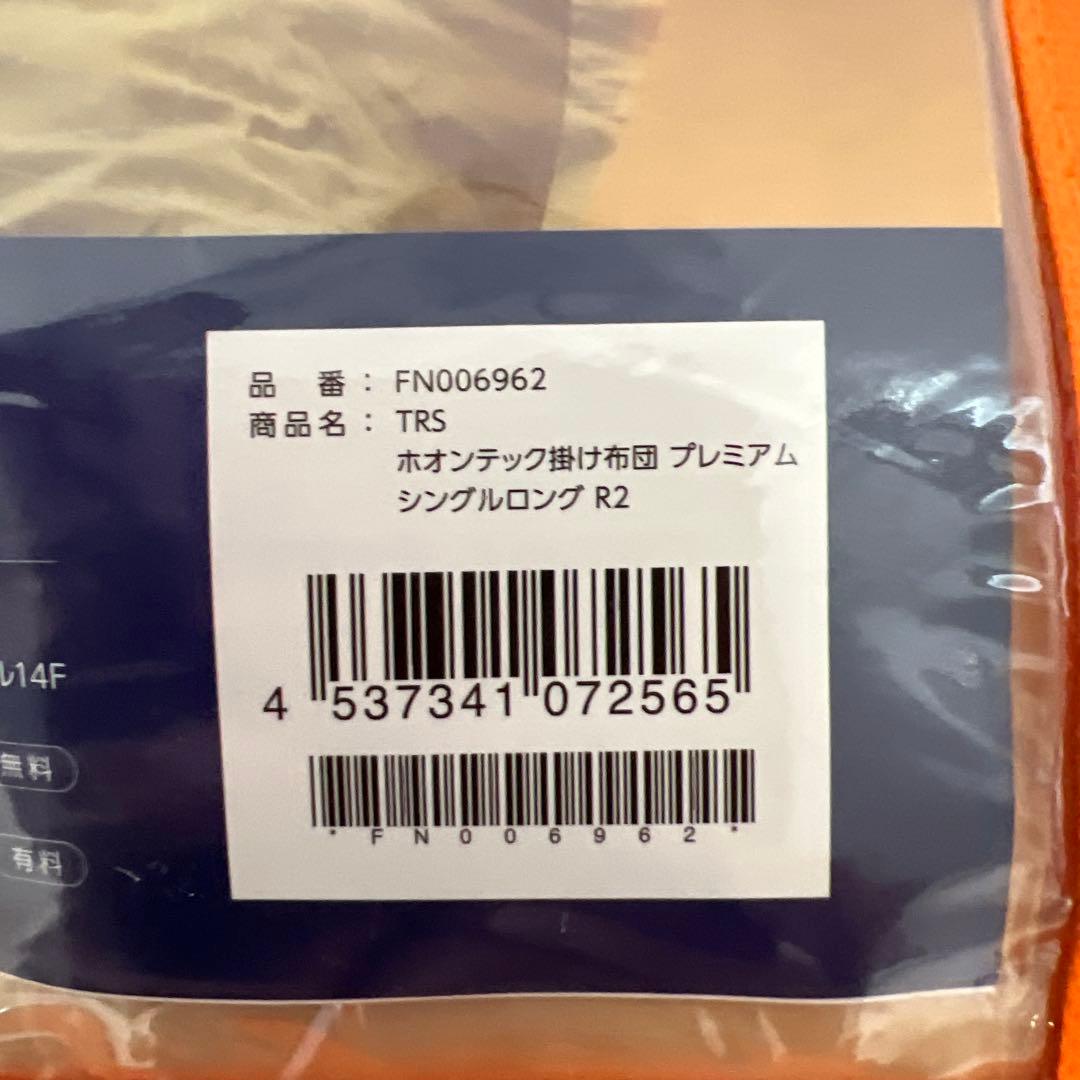 品 番： FN006962
商品名： TRS
ホオンテック掛け布団 プレミアム
シングルロング R2
4 537341 072565
*FN006962*
ル14F
無料
有料